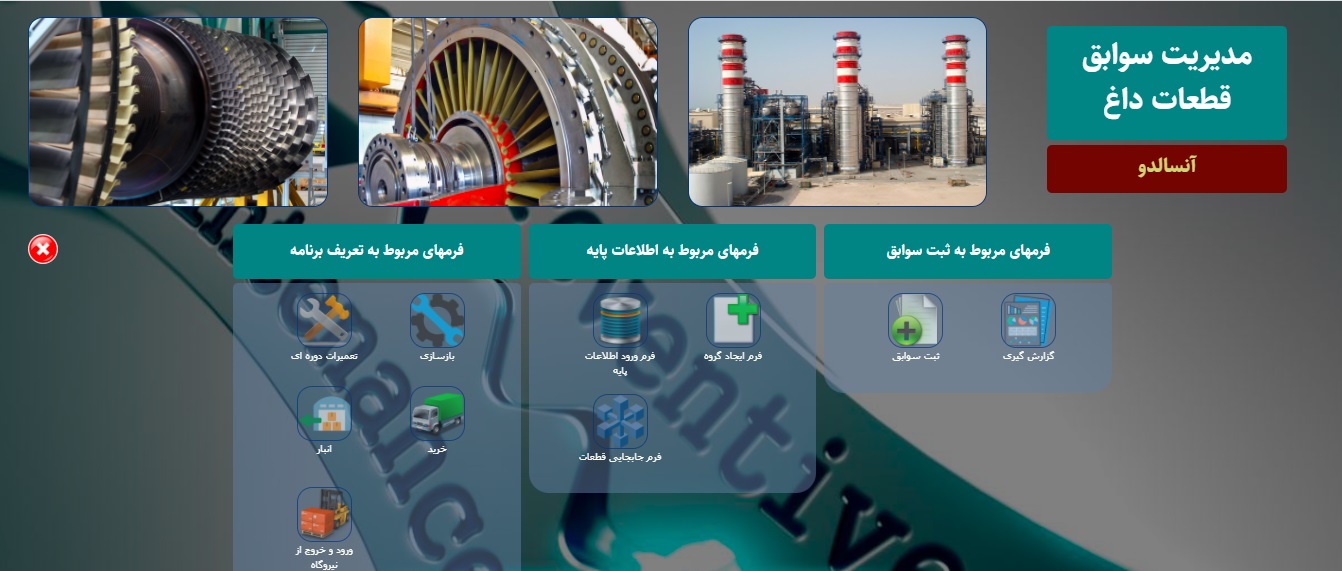 مدیریت سوابق
قطعات داغ
آنسالدو
فرمهای مربوط به ثبت سوابق
گزارش گیری
ثبت سوابق
فرمهای مربوط به اطلاعات پایه
فرم ایجاد گروه
فرم ورود اطلاعات
پایه
فرم جابجایی قطعات
فرمهای مربوط به تعریف برنامه
بازسازی
تعمیرات دوره ای
خرید
انبار
ورود و خروج از
نیروگاه
entive
nance